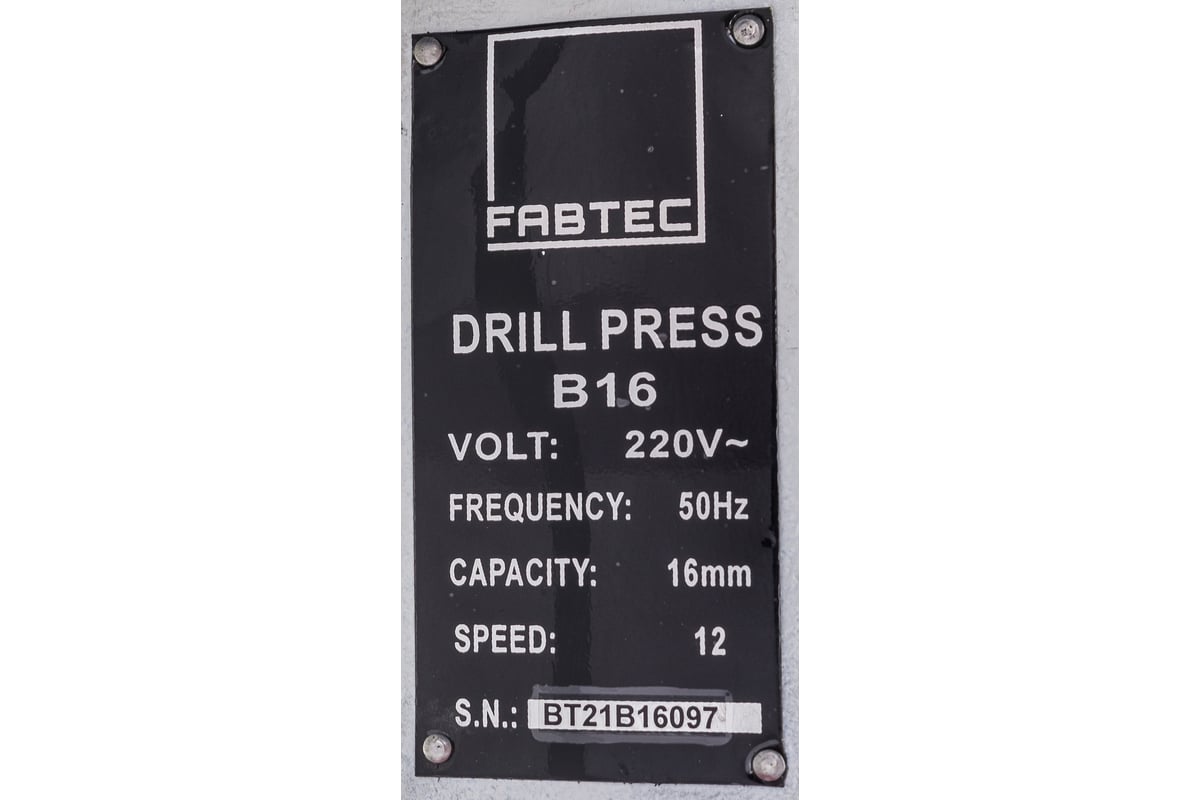 FABTEC
DRILL PRESS
B16
VOLT: 220V~
FREQUENCY: 50Hz
CAPACITY: 16mm
SPEED: 12
S.N.: BT21B16097